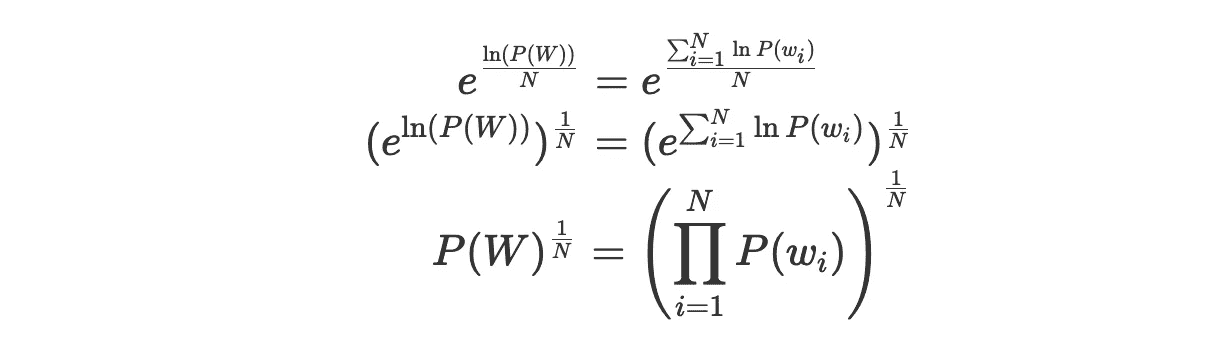 e^{\frac{\ln(P(W))}{N}} = e^{\frac{\sum_{i=1}^{N} \ln P(w_i)}{N}}
(e^{\ln(P(W))})^{\frac{1}{N}} = (e^{\sum_{i=1}^{N} \ln P(w_i)})^{\frac{1}{N}}
P(W)^{\frac{1}{N}} = \left( \prod_{i=1}^{N} P(w_i) \right)^{\frac{1}{N}}